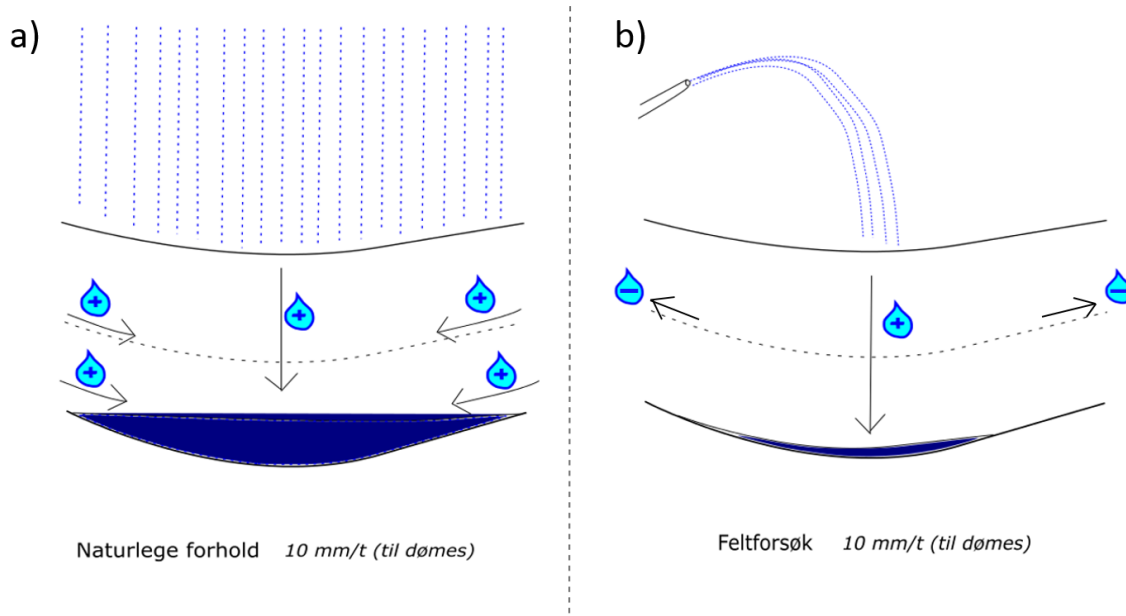 a)
b)
+
+
+
+
+
−
−
+
Naturlege forhold 10 mm/t (til dømes)
Feltforsøk 10 mm/t (til dømes)